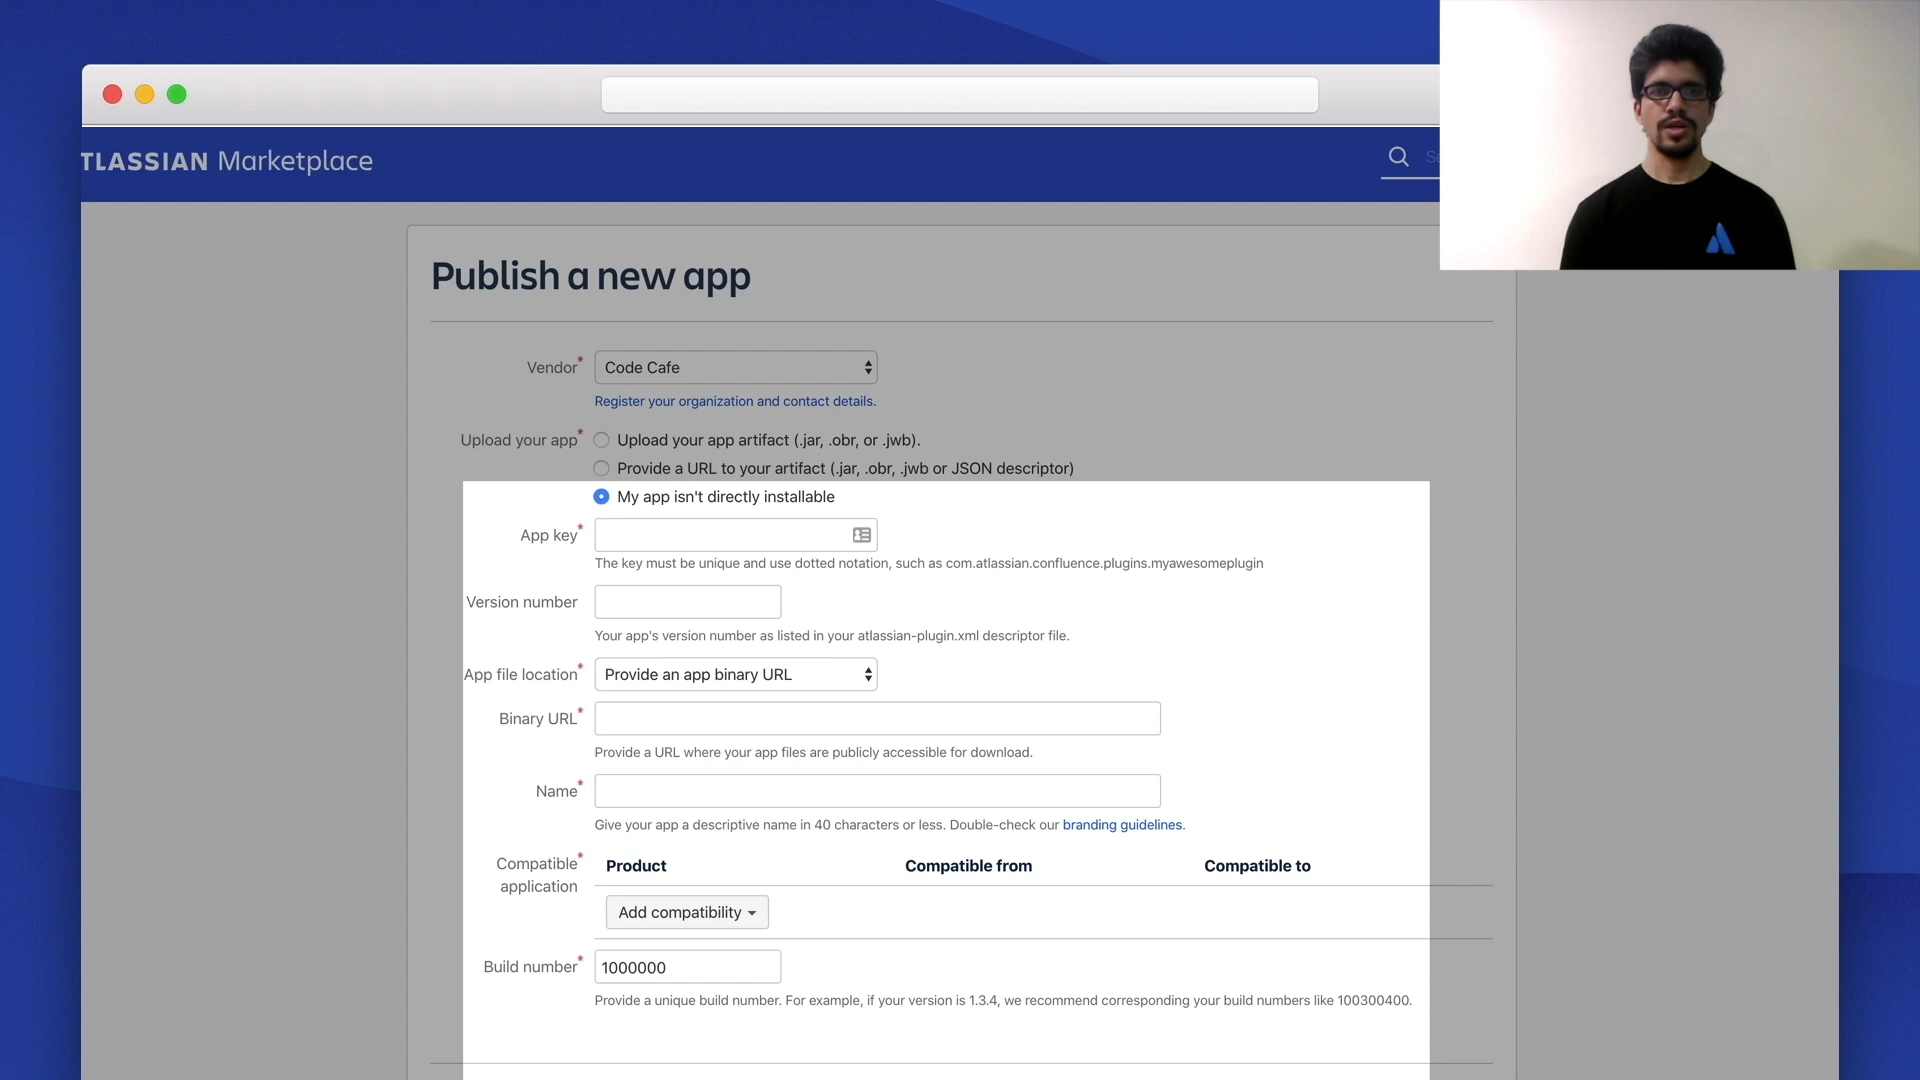 TLASSIAN Marketplace
Publish a new app
Vendor*
Code Cafe
Register your organization and contact details.
Upload your app*
Upload your app artifact (.jar, .obr, or .jwb).
Provide a URL to your artifact (.jar, .obr, .jwb or JSON descriptor)
My app isn't directly installable
App key*
The key must be unique and use dotted notation, such as com.atlassian.confluence.plugins.myawesomeplugin
Version number
Your app's version number as listed in your atlassian-plugin.xml descriptor file.
App file location*
Provide an app binary URL
Binary URL*
Provide a URL where your app files are publicly accessible for download.
Name*
Give your app a descriptive name in 40 characters or less. Double-check our branding guidelines.
Compatible*
application
Product Compatible from Compatible to
Add compatibility
Build number*
1000000
Provide a unique build number. For example, if your version is 1.3.4, we recommend corresponding your build numbers like 100300400.